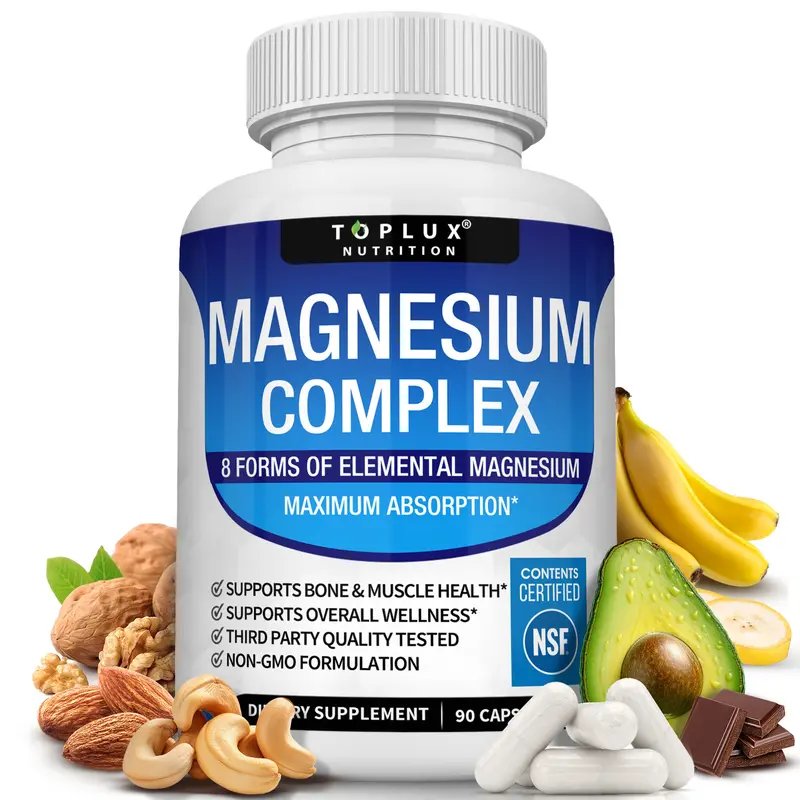 TOPLUX®
NUTRITION
MAGNESIUM
COMPLEX
8 FORMS OF ELEMENTAL MAGNESIUM
MAXIMUM ABSORPTION*
SUPPORTS BONE & MUSCLE HEALTH*
SUPPORTS OVERALL WELLNESS*
THIRD PARTY QUALITY TESTED
NON-GMO FORMULATION
CONTENTS
CERTIFIED
NSF
SUPPLEMENT 90